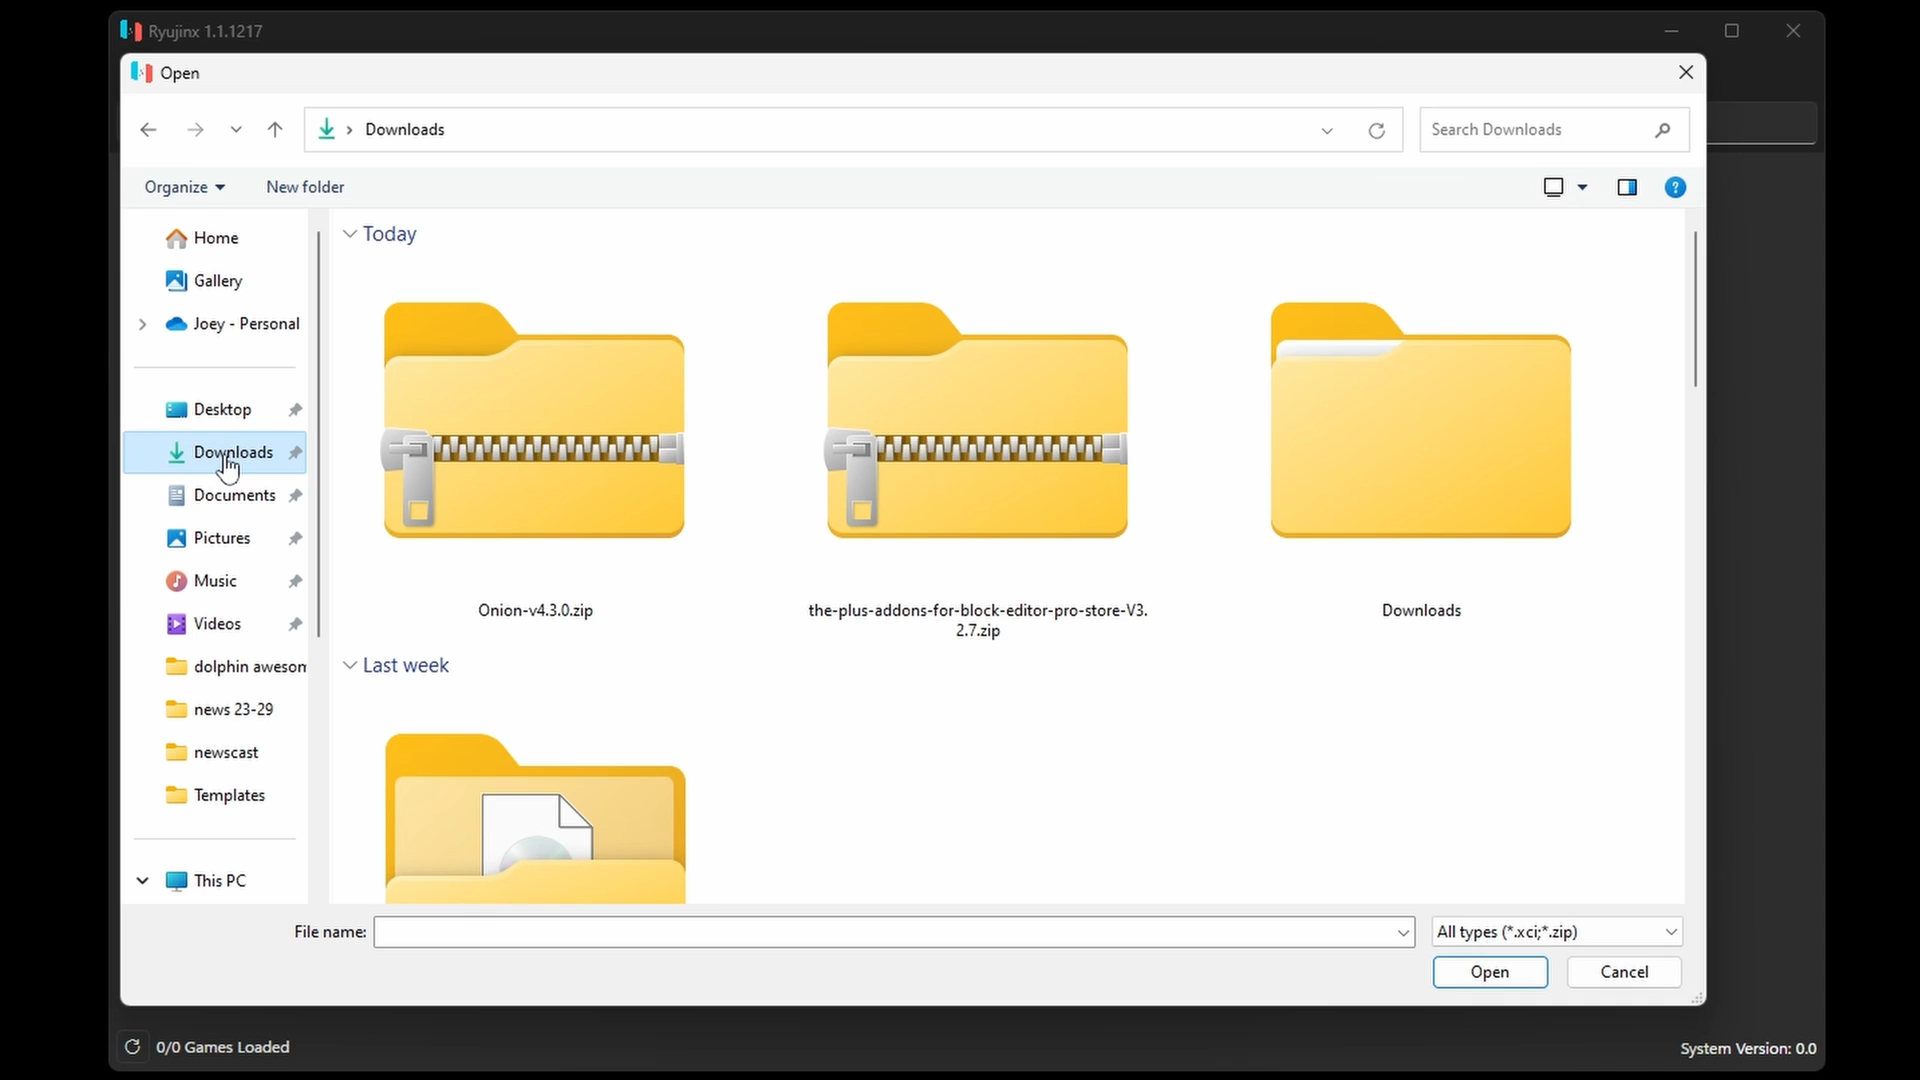 Ryujinx 1.1.1217
Open
Downloads
Search Downloads
Organize
New folder
?
Home
Gallery
Joey - Personal
Desktop
Downloads
Documents
Pictures
Music
Videos
dolphin awesom
news 23-29
newscast
Templates
This PC
Today
Onion-v4.3.0.zip
the-plus-addons-for-block-editor-pro-store-V3.
2.7.zip
Downloads
Last week
File name:
All types (*.xci;*.zip)
Open
Cancel
0/0 Games Loaded
System Version: 0.0